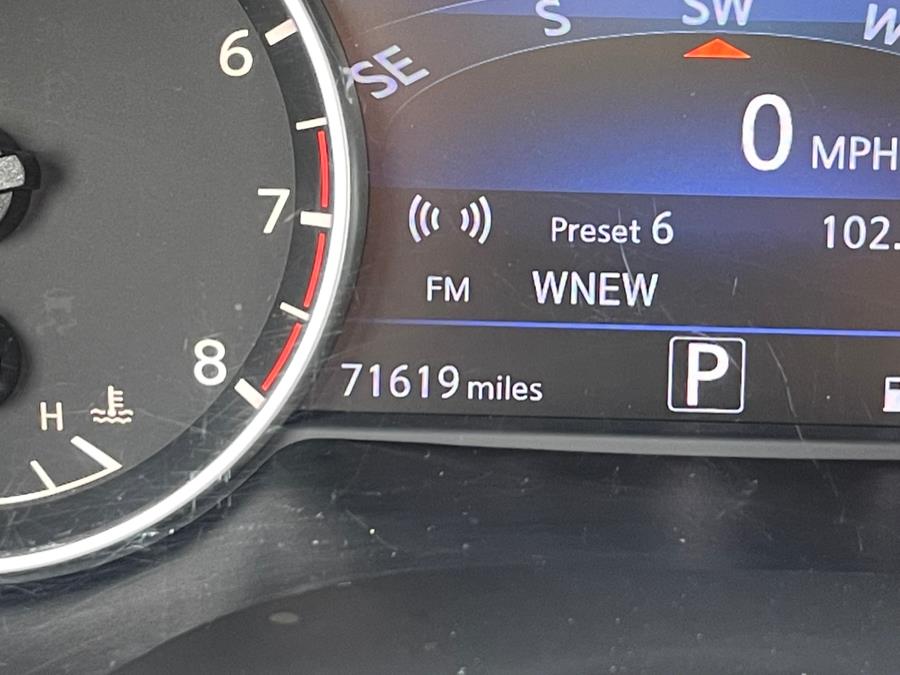 6
7
8
H
SE S SW W
0 MPH
Preset 6 102.
FM WNEW
71619 miles P